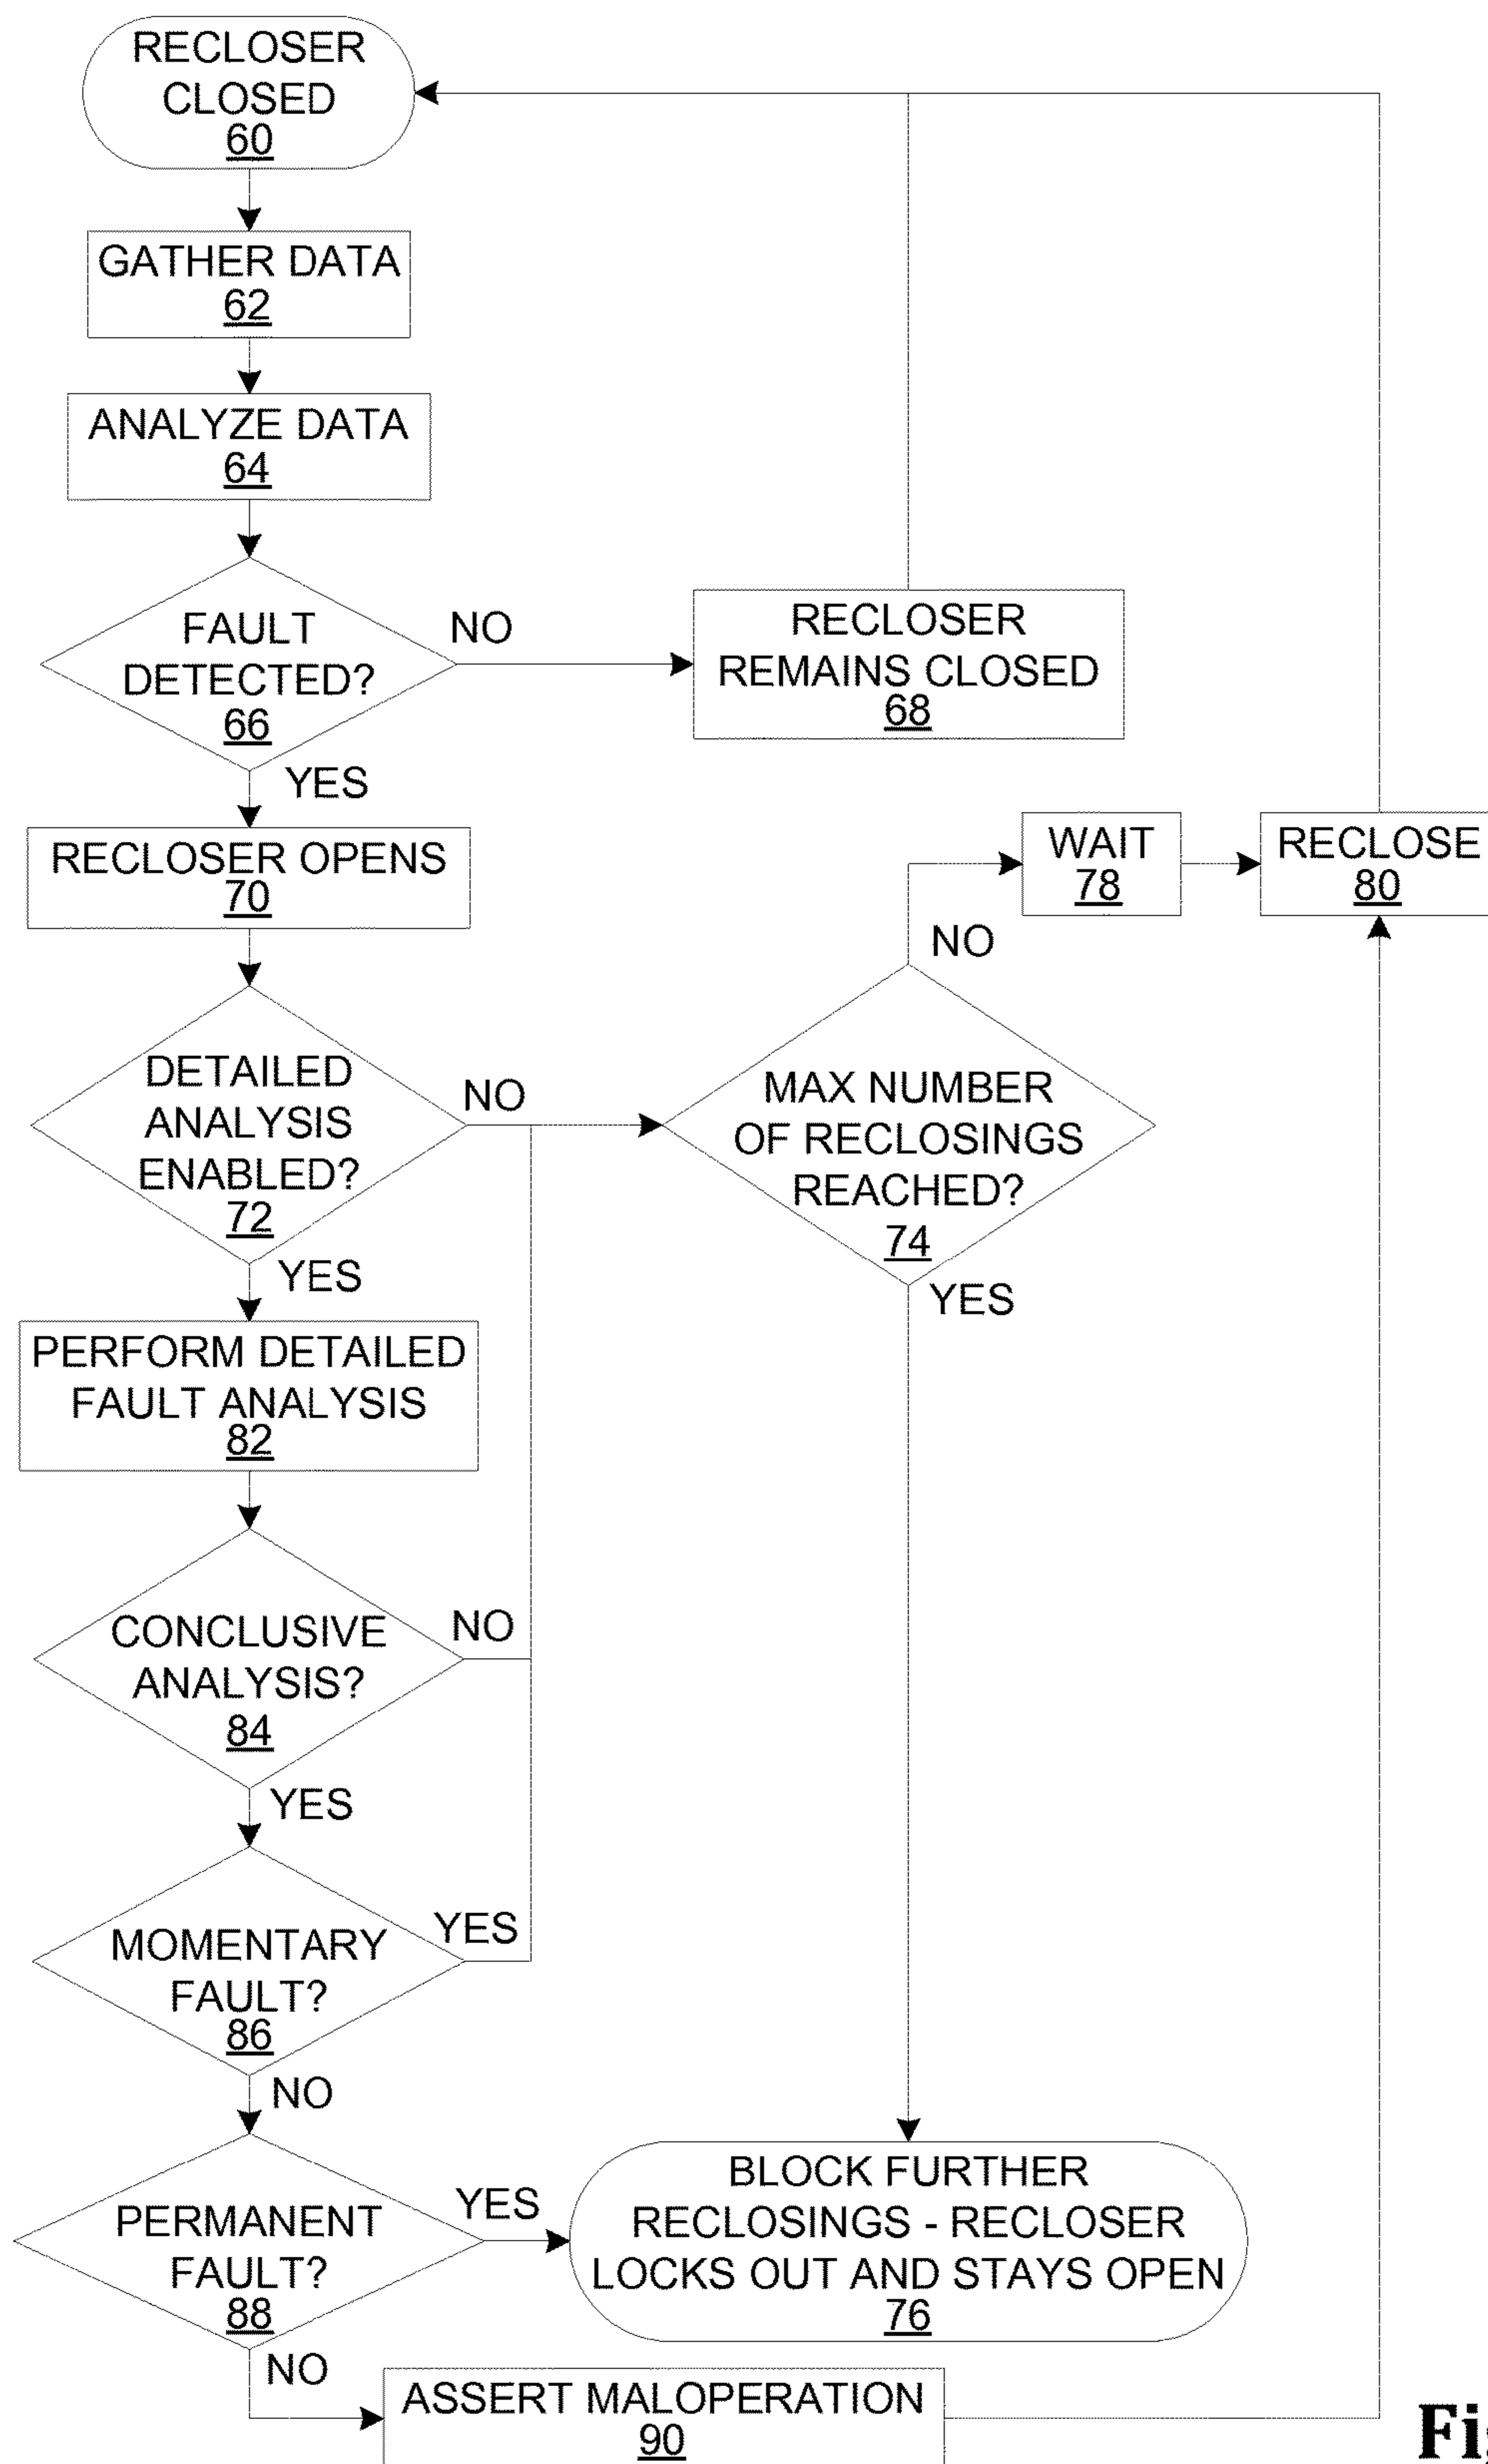 RECLOSER
CLOSED
60
GATHER DATA
62
ANALYZE DATA
64
FAULT
DETECTED?
66
NO
RECLOSER
REMAINS CLOSED
68
YES
RECLOSER OPENS
70
WAIT
78
RECLOSE
80
NO
DETAILED
ANALYSIS
ENABLED?
72
NO
MAX NUMBER
OF RECLOSINGS
REACHED?
74
YES
YES
PERFORM DETAILED
FAULT ANALYSIS
82
CONCLUSIVE
ANALYSIS?
84
NO
YES
MOMENTARY
FAULT?
86
YES
NO
PERMANENT
FAULT?
88
YES
BLOCK FURTHER
RECLOSINGS - RECLOSER
LOCKS OUT AND STAYS OPEN
76
NO
ASSERT MALOPERATION
90